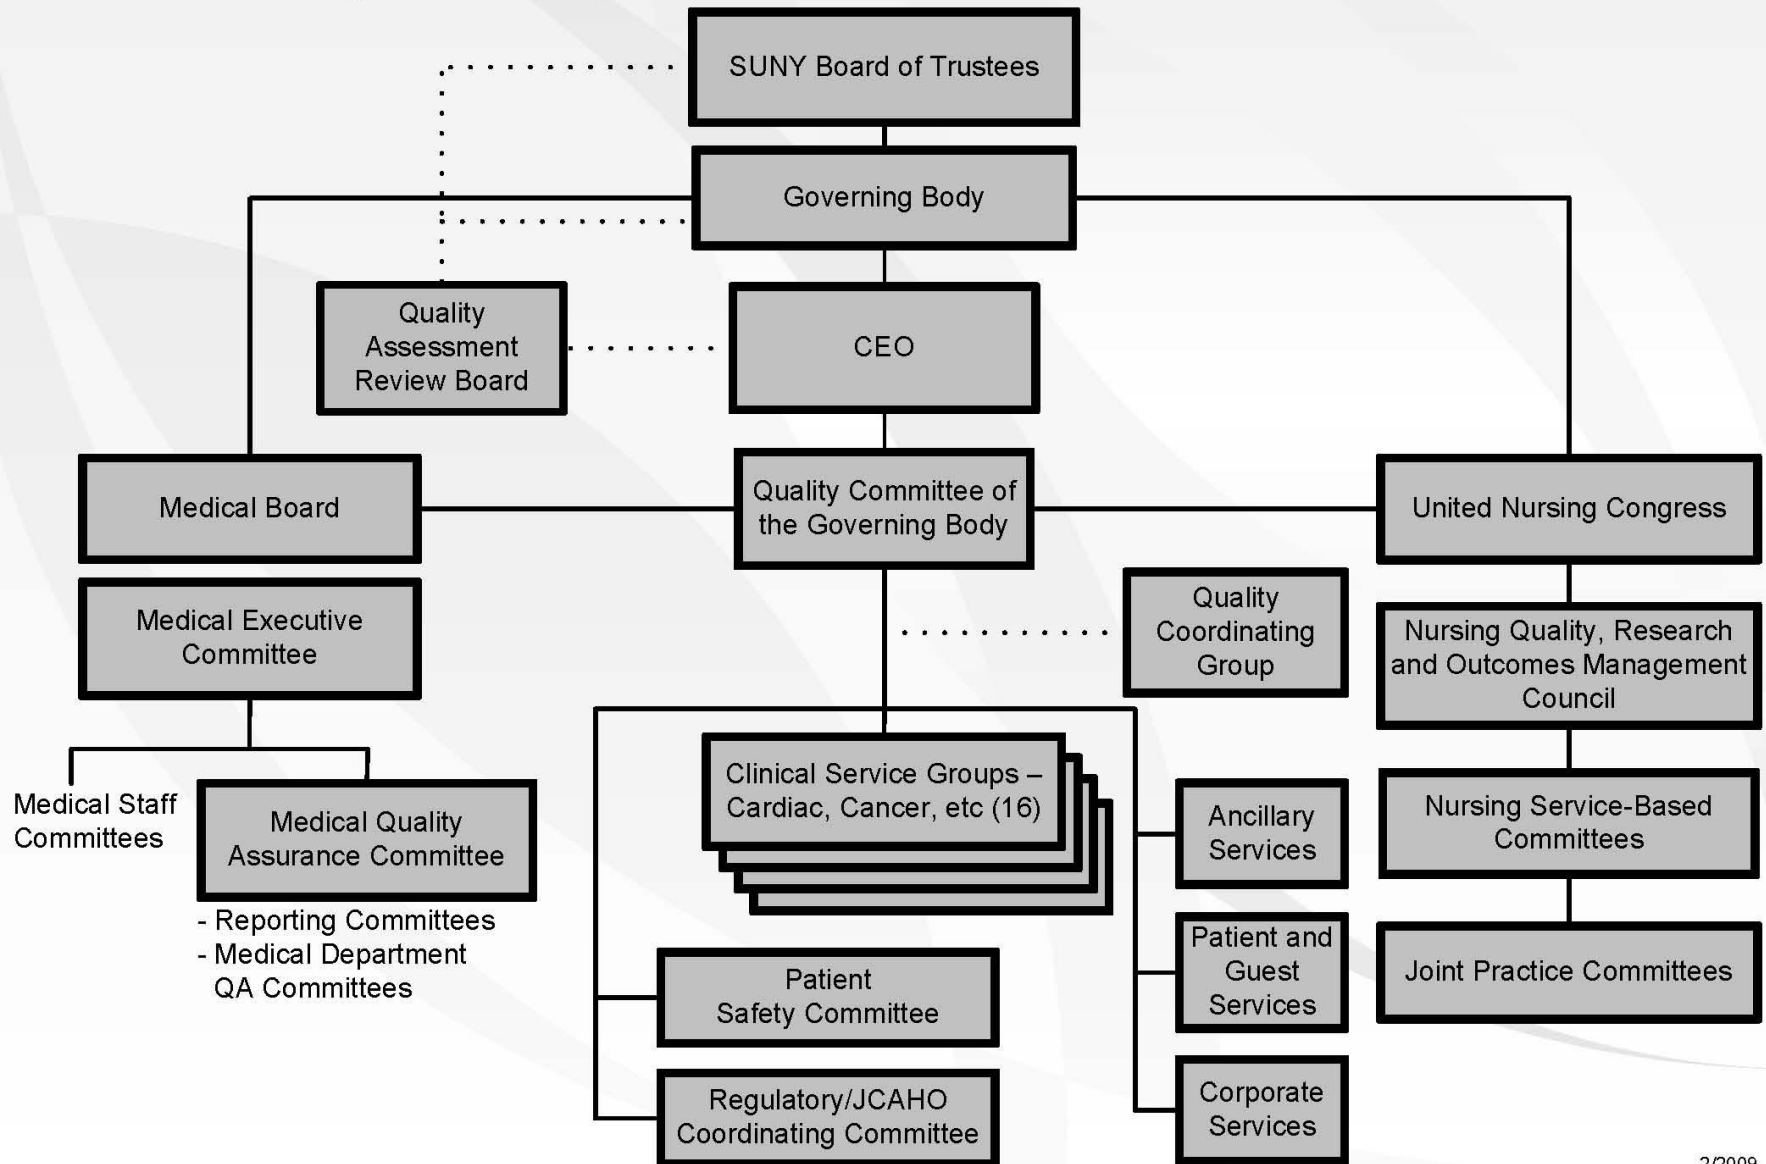 SUNY Board of Trustees
Governing Body
Quality
Assessment
Review Board
CEO
Medical Board
Quality Committee of
the Governing Body
United Nursing Congress
Medical Executive
Committee
Quality
Coordinating
Group
Nursing Quality, Research
and Outcomes Management
Council
Medical Staff
Committees
Medical Quality
Assurance Committee
- Reporting Committees
- Medical Department
QA Committees
Clinical Service Groups –
Cardiac, Cancer, etc (16)
Ancillary
Services
Nursing Service-Based
Committees
Patient
Safety Committee
Patient and
Guest
Services
Joint Practice Committees
Regulatory/JCAHO
Coordinating Committee
Corporate
Services
2/2009